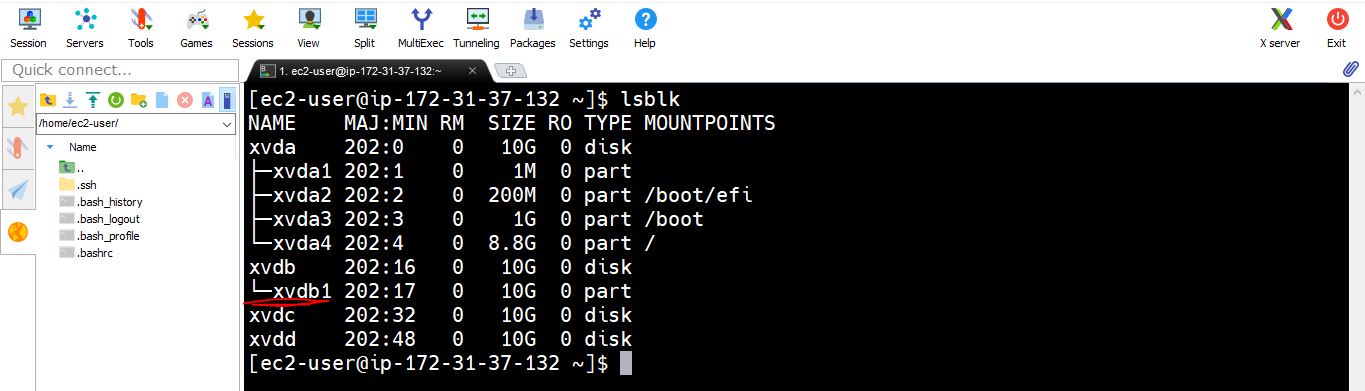 Session Servers Tools Games Sessions View Split MultiExec Tunneling Packages Settings Help X server Exit
Quick connect...
1. ec2-user@ip-172-31-37-132:~
/home/ec2-user/
Name
..
.ssh
.bash_history
.bash_logout
.bash_profile
.bashrc
[ec2-user@ip-172-31-37-132 ~]$ lsblk
NAME    MAJ:MIN RM  SIZE RO TYPE MOUNTPOINTS
xvda    202:0    0   10G  0 disk
├─xvda1 202:1    0    1M  0 part
├─xvda2 202:2    0  200M  0 part /boot/efi
├─xvda3 202:3    0    1G  0 part /boot
└─xvda4 202:4    0  8.8G  0 part /
xvdb    202:16   0   10G  0 disk
└─xvdb1 202:17   0   10G  0 part
xvdc    202:32   0   10G  0 disk
xvdd    202:48   0   10G  0 disk
[ec2-user@ip-172-31-37-132 ~]$